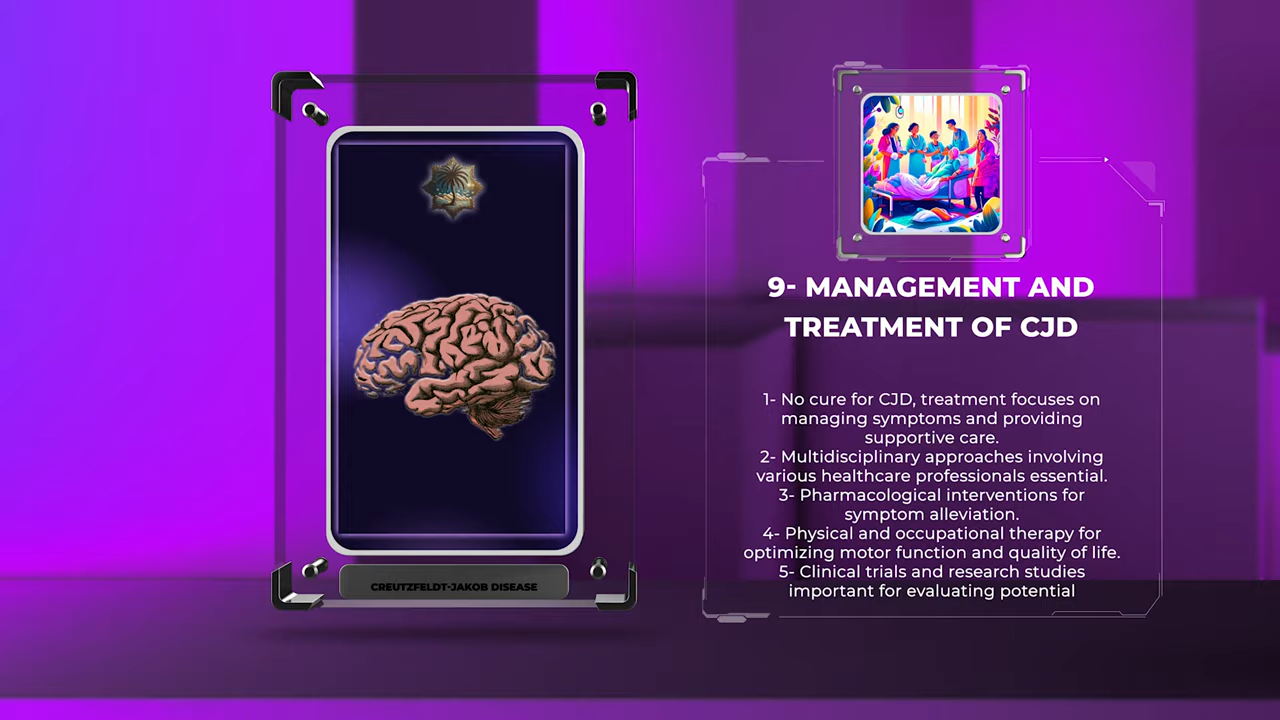 9- MANAGEMENT AND
TREATMENT OF CJD
1- No cure for CJD, treatment focuses on
managing symptoms and providing
supportive care.
2- Multidisciplinary approaches involving
various healthcare professionals essential.
3- Pharmacological interventions for
symptom alleviation.
4- Physical and occupational therapy for
optimizing motor function and quality of life.
5- Clinical trials and research studies
important for evaluating potential
CREUTZFELDT-JAKOB DISEASE